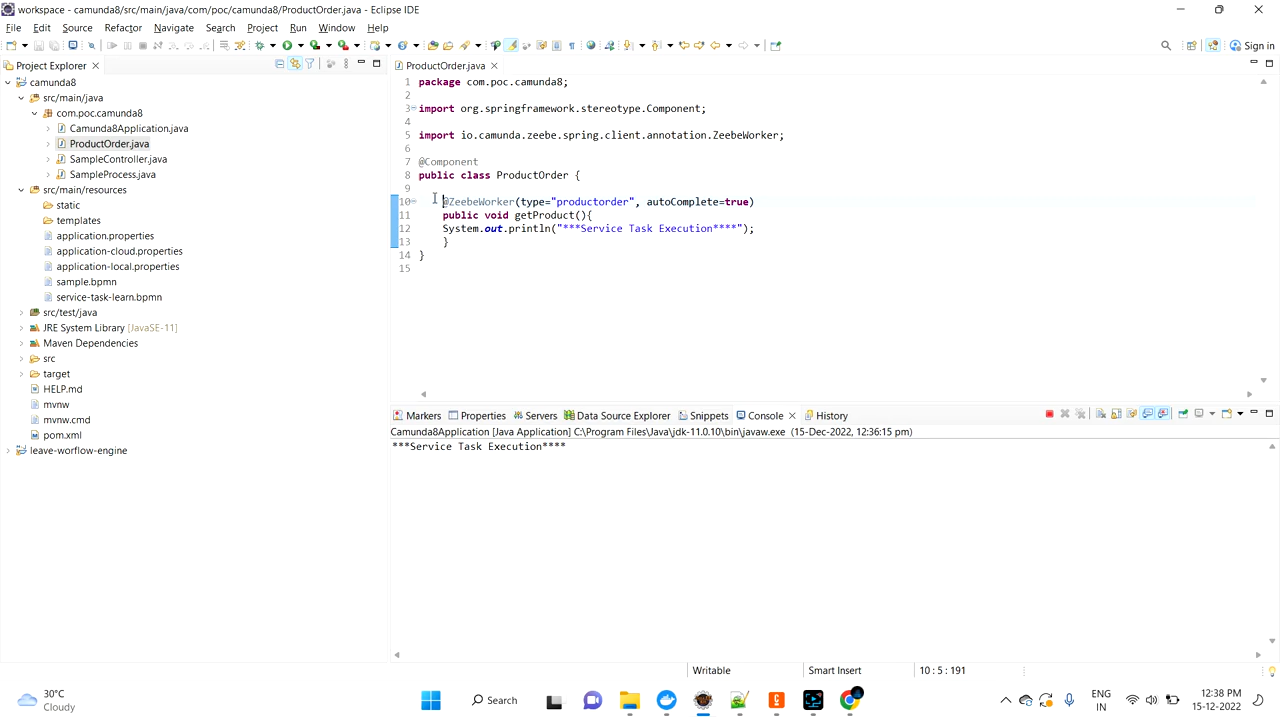 workspace - camunda8/src/main/java/com/poc/camunda8/ProductOrder.java - Eclipse IDE
File Edit Source Refactor Navigate Search Project Run Window Help
Sign in
Project Explorer
camunda8
src/main/java
com.poc.camunda8
Camunda8Application.java
ProductOrder.java
SampleController.java
SampleProcess.java
src/main/resources
static
templates
application.properties
application-cloud.properties
application-local.properties
sample.bpmn
service-task-learn.bpmn
src/test/java
JRE System Library [JavaSE-11]
Maven Dependencies
src
target
HELP.md
mvnw
mvnw.cmd
pom.xml
leave-worflow-engine
ProductOrder.java
1 package com.poc.camunda8;
2
3 import org.springframework.stereotype.Component;
4
5 import io.camunda.zeebe.spring.client.annotation.ZeebeWorker;
6
7 @Component
8 public class ProductOrder {
9
10 @ZeebeWorker(type="productorder", autoComplete=true)
11 public void getProduct(){
12 System.out.println("***Service Task Execution****");
13 }
14 }
15
Markers Properties Servers Data Source Explorer Snippets Console History
Camunda8Application [Java Application] C:\Program Files\Java\jdk-11.0.10\bin\javaw.exe (15-Dec-2022, 12:36:15 pm)
***Service Task Execution****
Writable Smart Insert 10 : 5 : 191
30°C
Cloudy
Search
ENG
IN
12:38 PM
15-12-2022